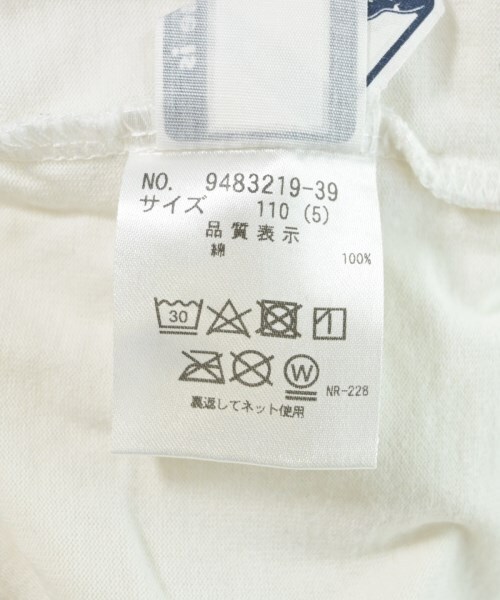 NO. 9483219-39
サイズ 110 (5)
品質表示
綿 100%
30
W
NR-228
裏返してネット使用